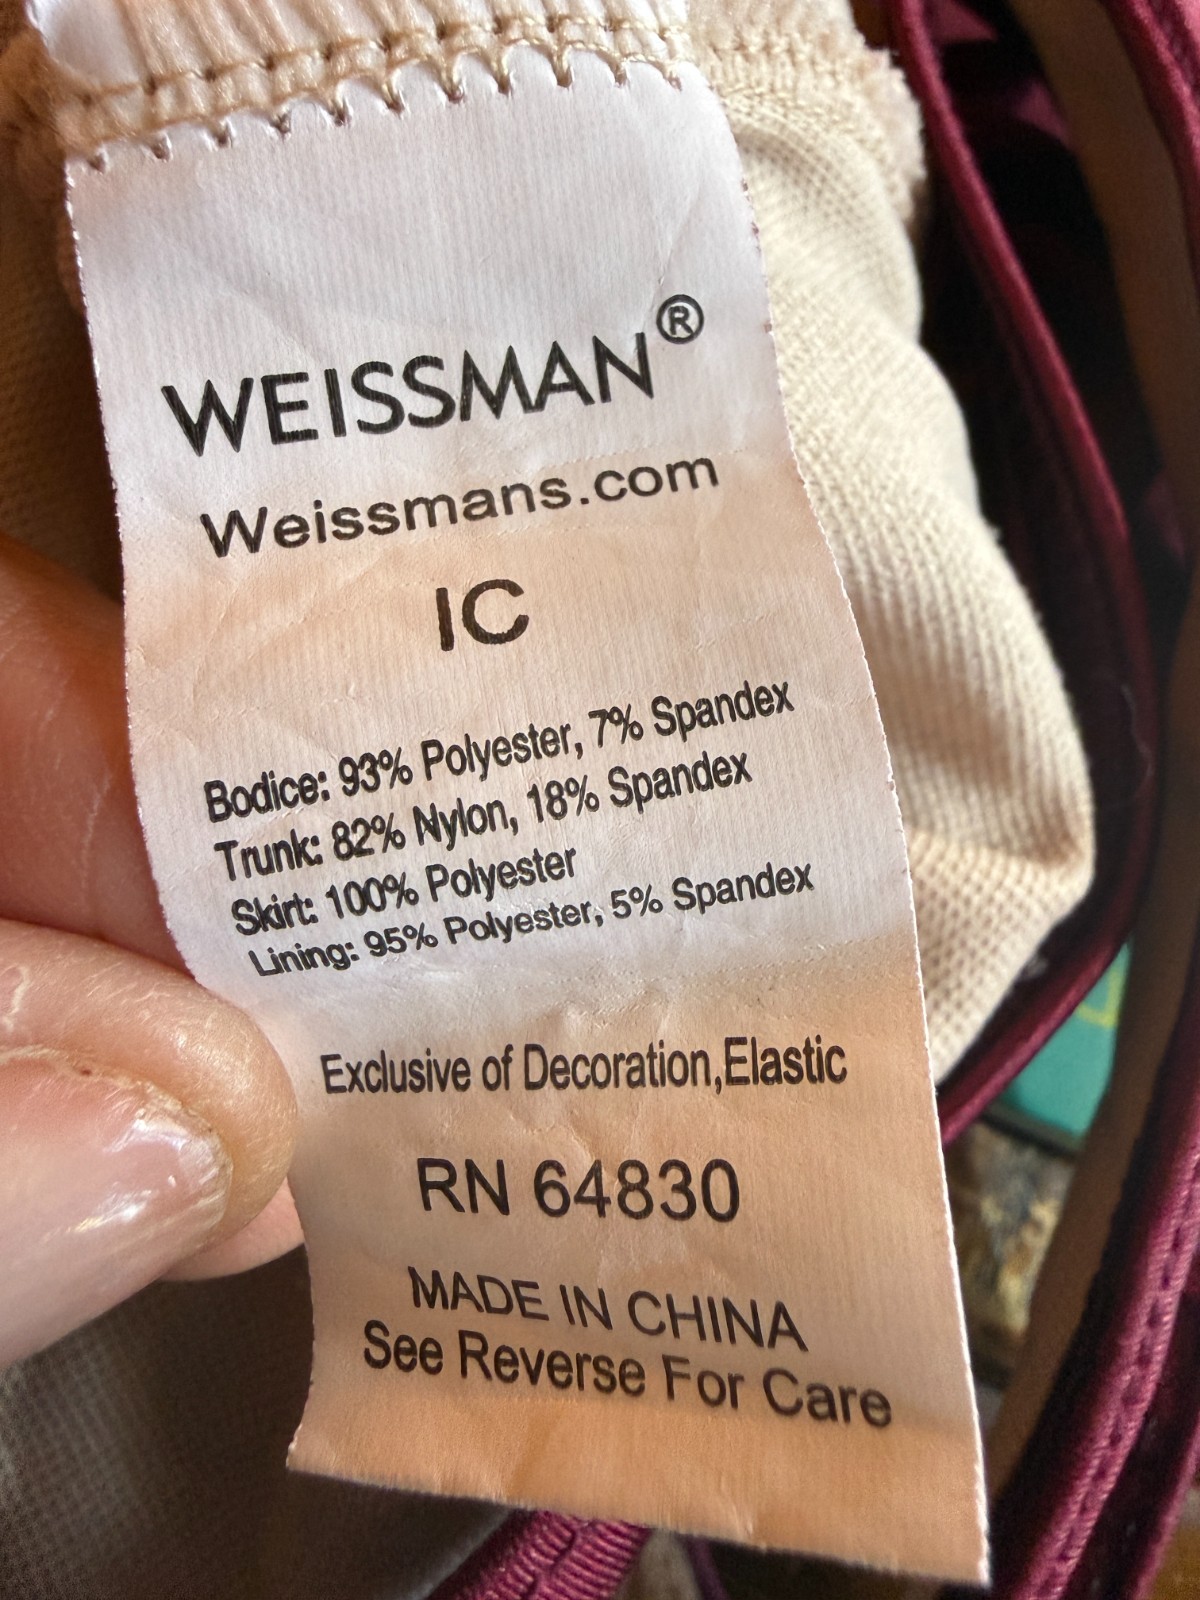 WEISSMAN®
Weissmans.com
IC
Bodice: 93% Polyester, 7% Spandex
Trunk: 82% Nylon, 18% Spandex
Skirt: 100% Polyester
Lining: 95% Polyester, 5% Spandex
Exclusive of Decoration,Elastic
RN 64830
MADE IN CHINA
See Reverse For Care